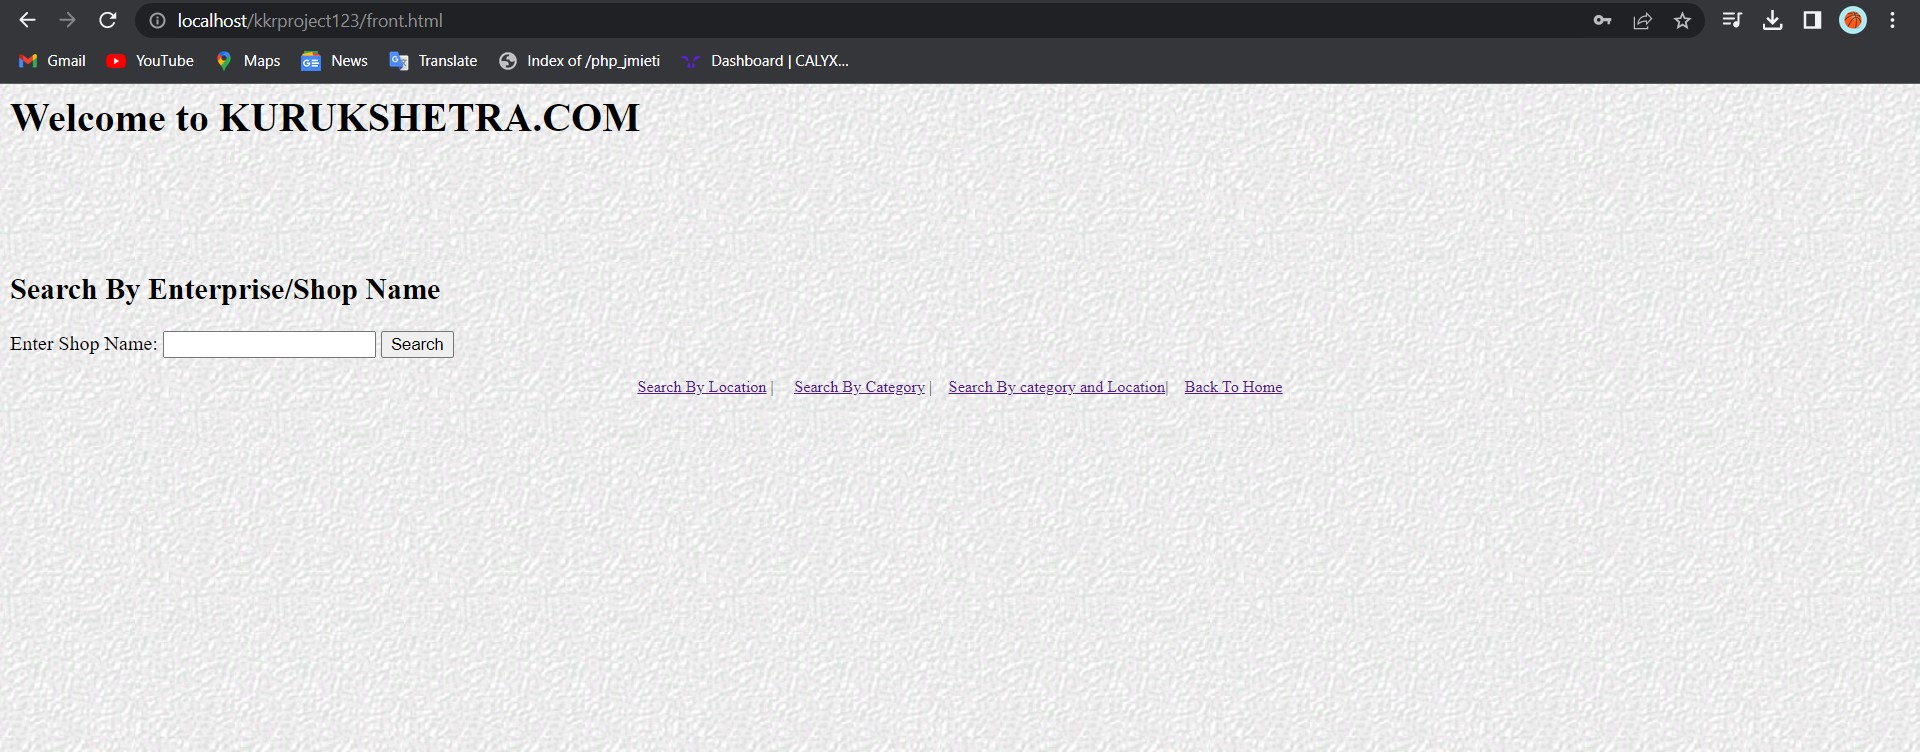 localhost/kkrproject123/front.html
Gmail YouTube Maps News Translate Index of /php_jmieti Dashboard | CALYX...
Welcome to KURUKSHETRA.COM
Search By Enterprise/Shop Name
Enter Shop Name: Search
Search By Location | Search By Category | Search By category and Location| Back To Home